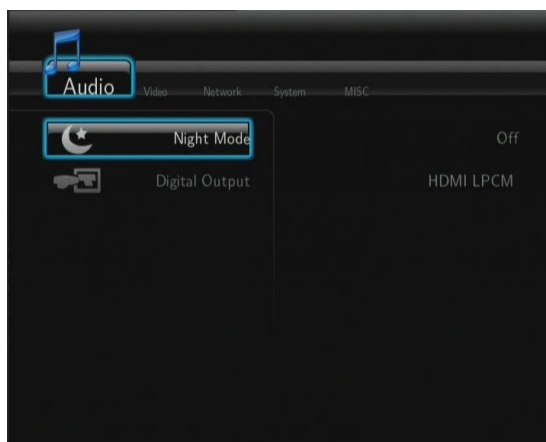 Audio Video Network System MISC
Night Mode Off
Digital Output HDMI LPCM